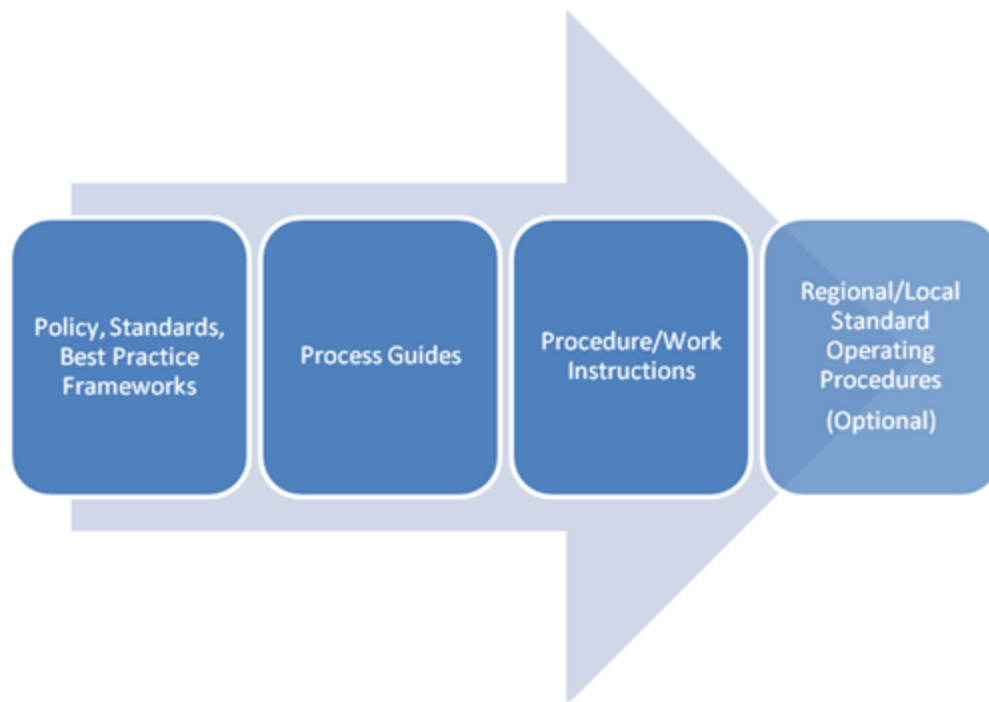 Policy, Standards,
Best Practice
Frameworks
Process Guides
Procedure/Work
Instructions
Regional/Local
Standard
Operating
Procedures
(Optional)